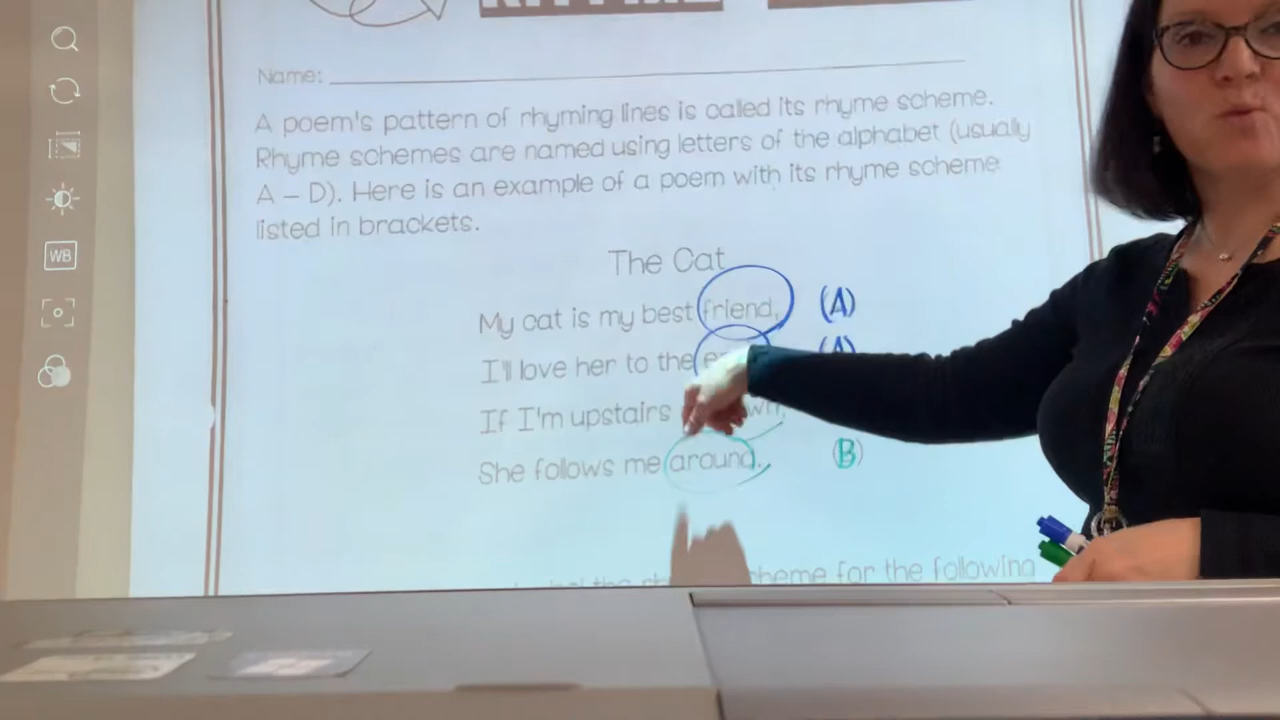 Name:
A poem's pattern of rhyming lines is called its rhyme scheme.
Rhyme schemes are named using letters of the alphabet (usually
A – D). Here is an example of a poem with its rhyme scheme
listed in brackets.
The Cat
My cat is my best friend, (A)
I'll love her to the (A)
If I'm upstairs
She follows me around. (B)
scheme for the following
WB